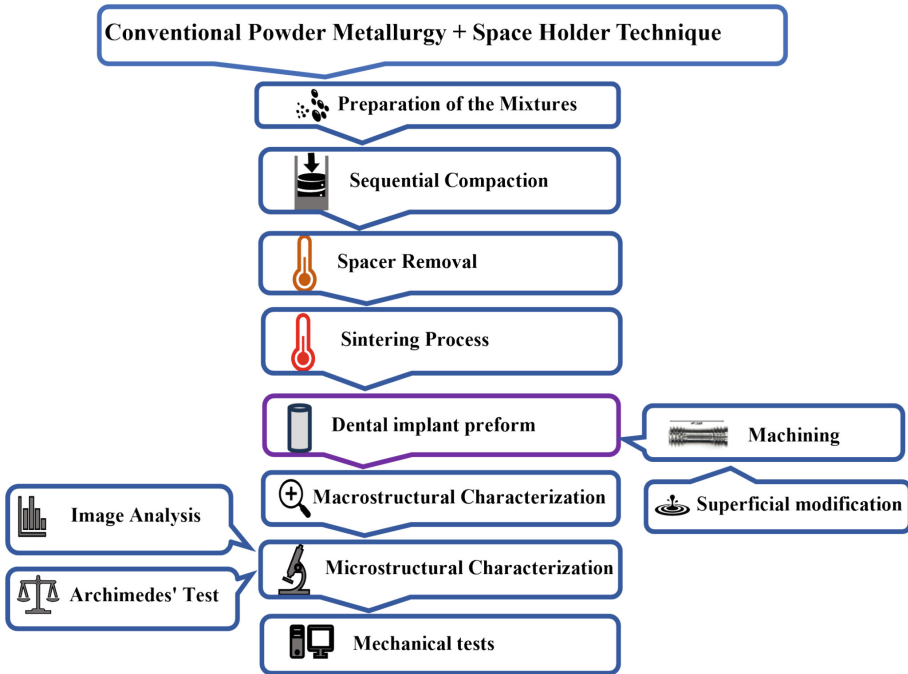 Conventional Powder Metallurgy + Space Holder Technique
Preparation of the Mixtures
Sequential Compaction
Spacer Removal
Sintering Process
Dental implant preform
Machining
Macrostructural Characterization
Superficial modification
Image Analysis
Microstructural Characterization
Archimedes' Test
Mechanical tests